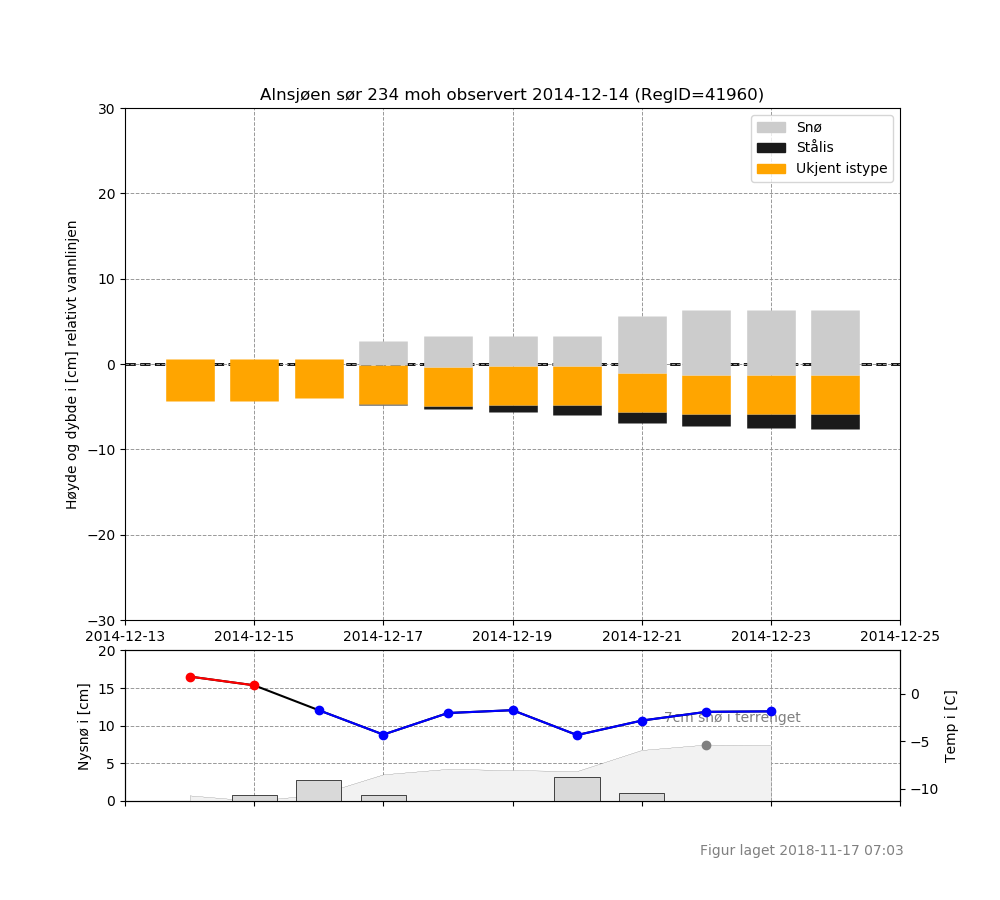 Alnsjøen sør 234 moh observert 2014-12-14 (RegID=41960)
Snø
Stålis
Ukjent istype
Høyde og dybde i [cm] relativt vannlinjen
30
20
10
0
−10
−20
−30
2014-12-13 2014-12-15 2014-12-17 2014-12-19 2014-12-21 2014-12-23 2014-12-25
Nysnø i [cm]
20
15
10
5
0
7cm snø i terrenget
0
−5
−10
Temp i [C]
Figur laget 2018-11-17 07:03